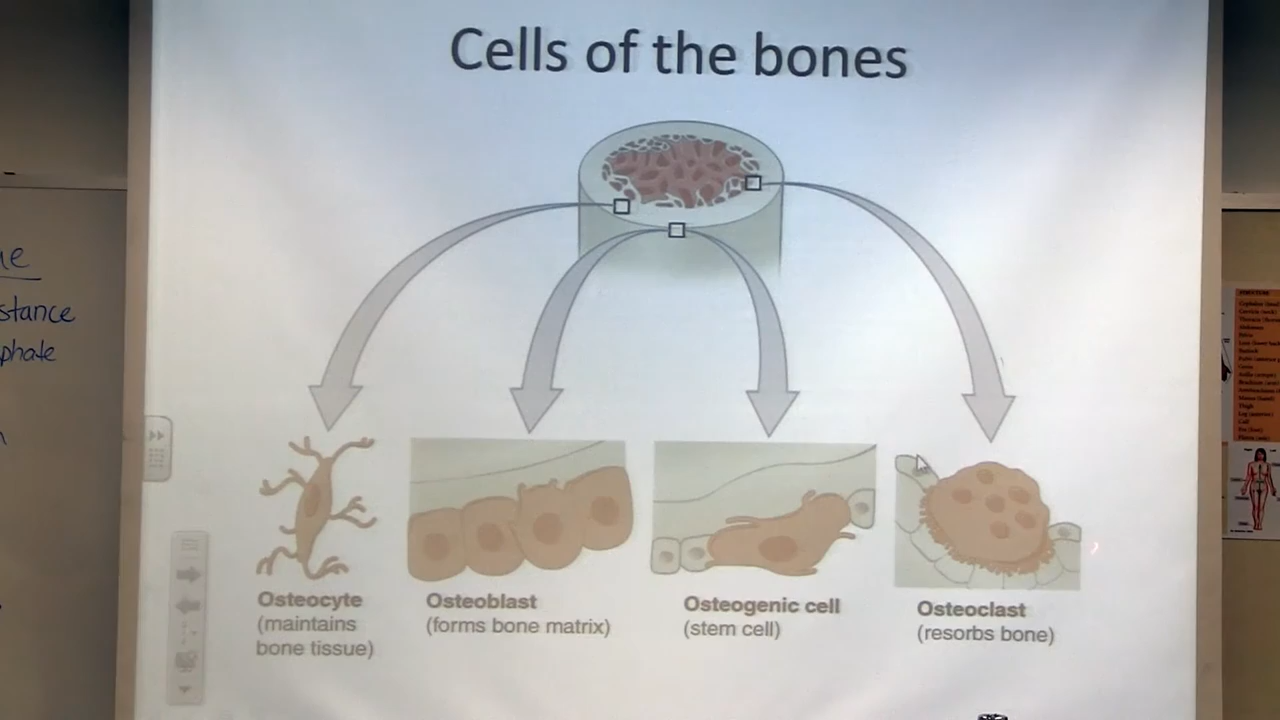 Cells of the bones
ne
stance
phate
Osteocyte
(maintains
bone tissue)
Osteoblast
(forms bone matrix)
Osteogenic cell
(stem cell)
Osteoclast
(resorbs bone)